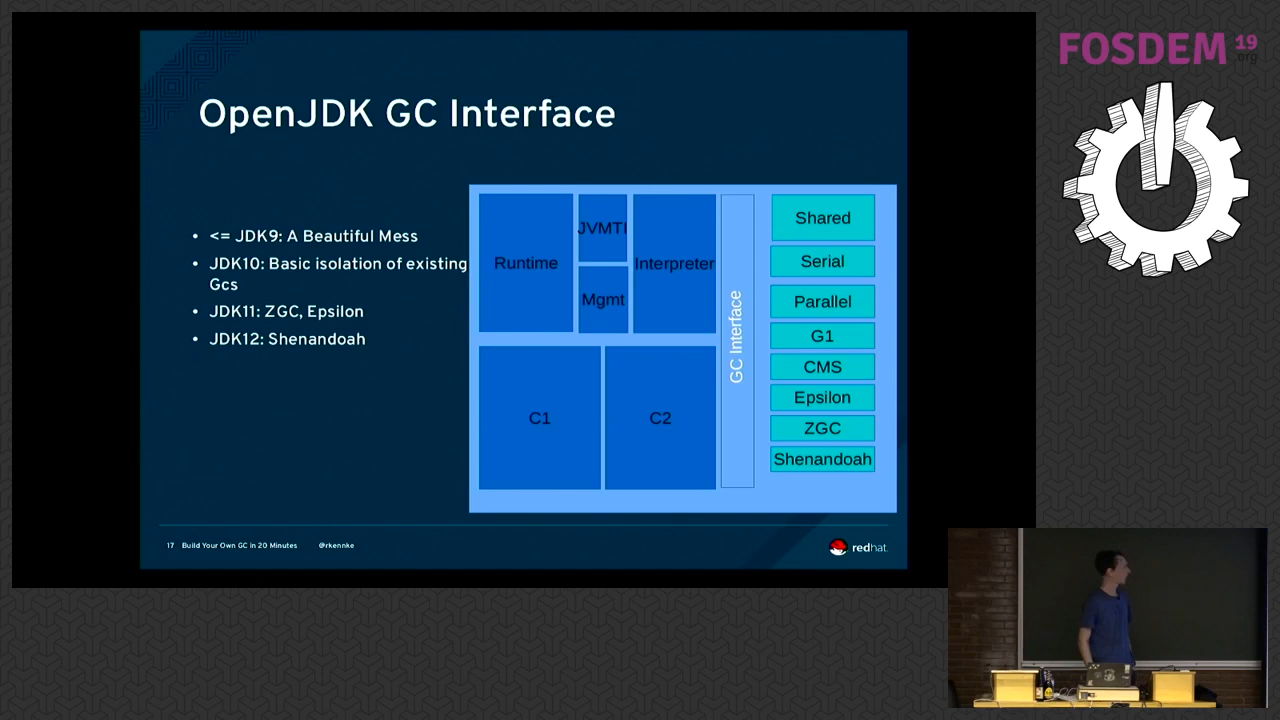 FOSDEM 19
.org
OpenJDK GC Interface
• <= JDK9: A Beautiful Mess
• JDK10: Basic isolation of existing
Gcs
• JDK11: ZGC, Epsilon
• JDK12: Shenandoah
Runtime
JVMTI
Mgmt
Interpreter
C1
C2
GC Interface
Shared
Serial
Parallel
G1
CMS
Epsilon
ZGC
Shenandoah
17 Build Your Own GC in 20 Minutes @rkennke
redhat.